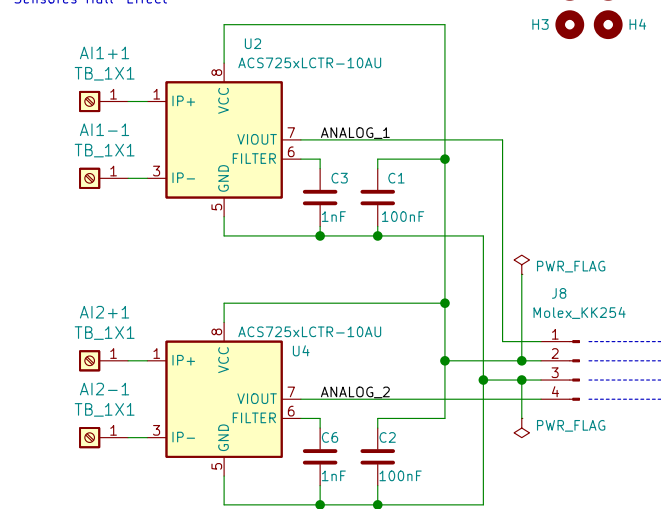 Sensores Hall Effect
H3
H4
AI1+1
TB_1X1
1
AI1-1
TB_1X1
1
U2
ACS725xLCTR-10AU
8
VCC
1
IP+
3
IP-
VIOUT
7
FILTER
6
GND
5
ANALOG_1
C3
1nF
C1
100nF
PWR_FLAG
J8
Molex_KK254
1
2
3
4
PWR_FLAG
AI2+1
TB_1X1
1
AI2-1
TB_1X1
1
ACS725xLCTR-10AU
U4
8
VCC
1
IP+
3
IP-
VIOUT
7
FILTER
6
GND
5
ANALOG_2
C6
1nF
C2
100nF